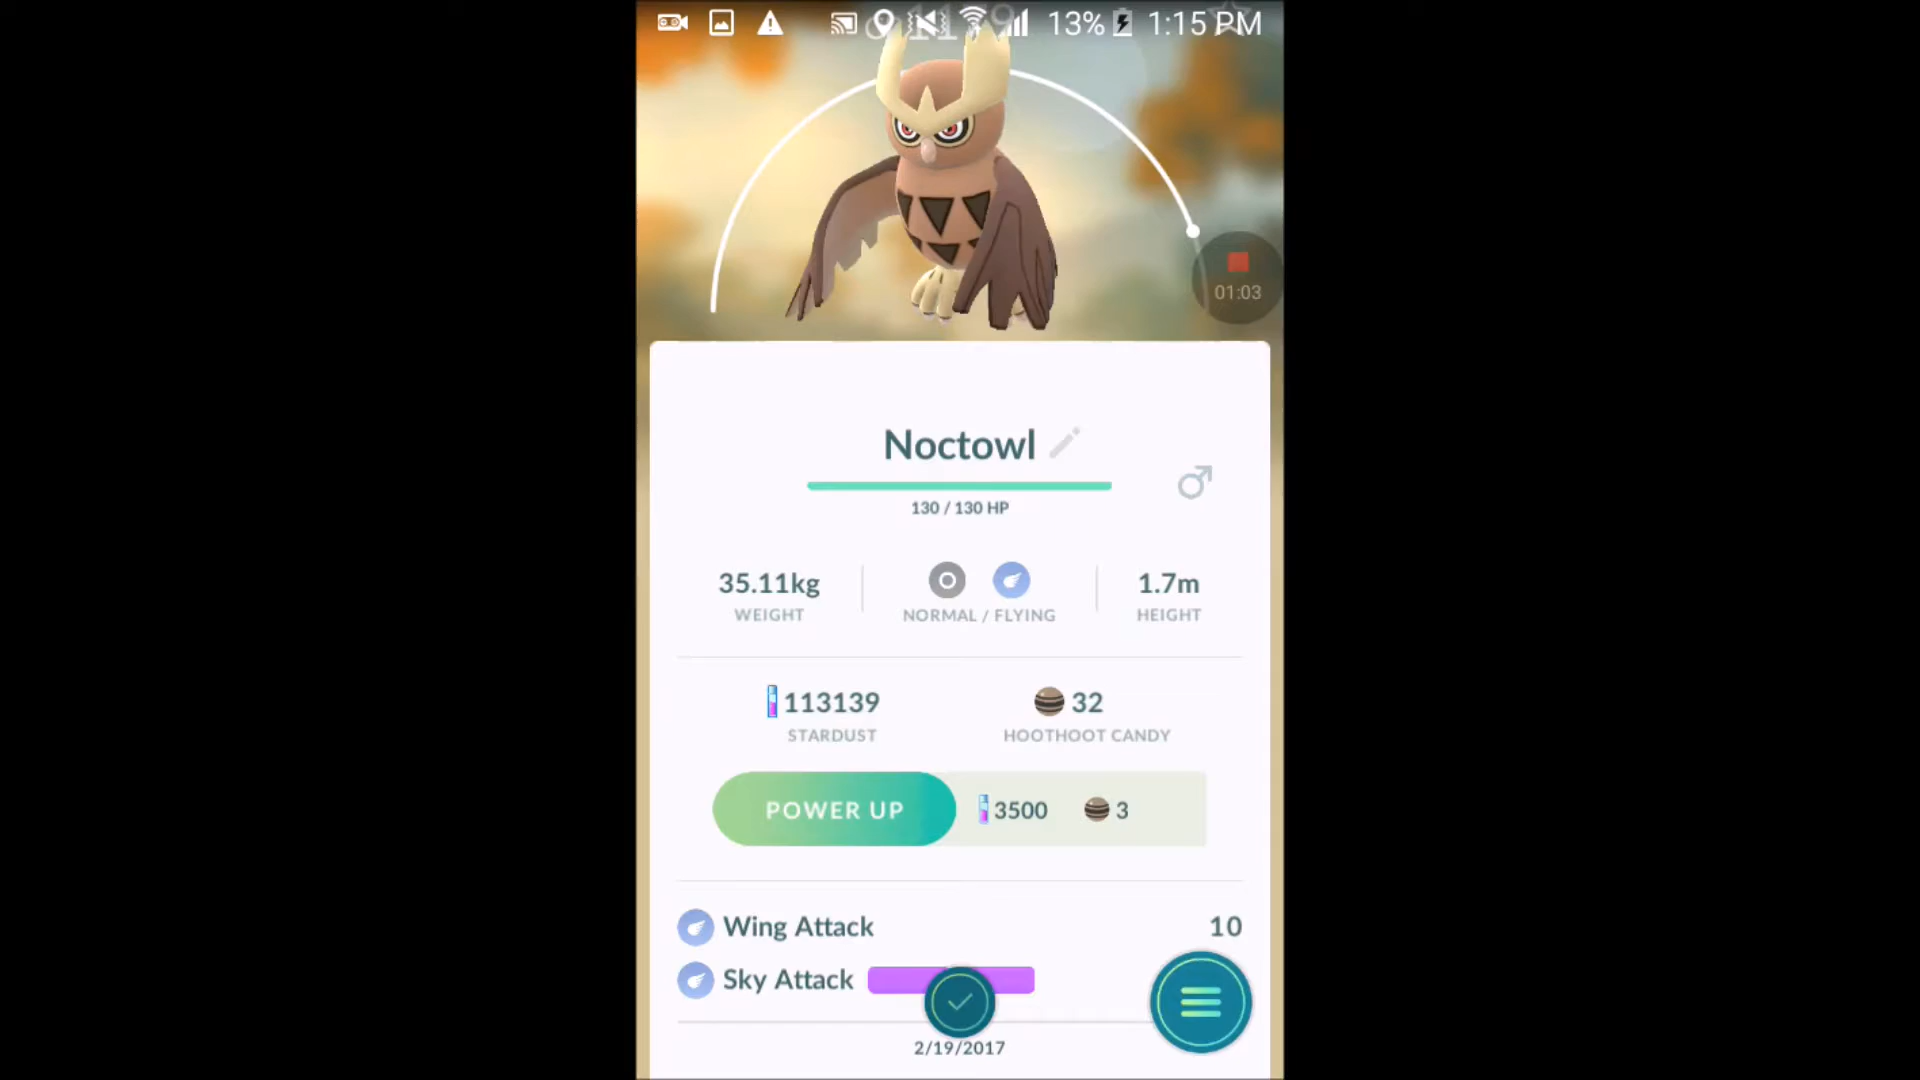 13% 1:15 PM
01:03
Noctowl
130 / 130 HP
35.11kg
WEIGHT
NORMAL / FLYING
1.7m
HEIGHT
113139
STARDUST
32
HOOTHOOT CANDY
POWER UP 3500 3
Wing Attack 10
Sky Attack
2/19/2017